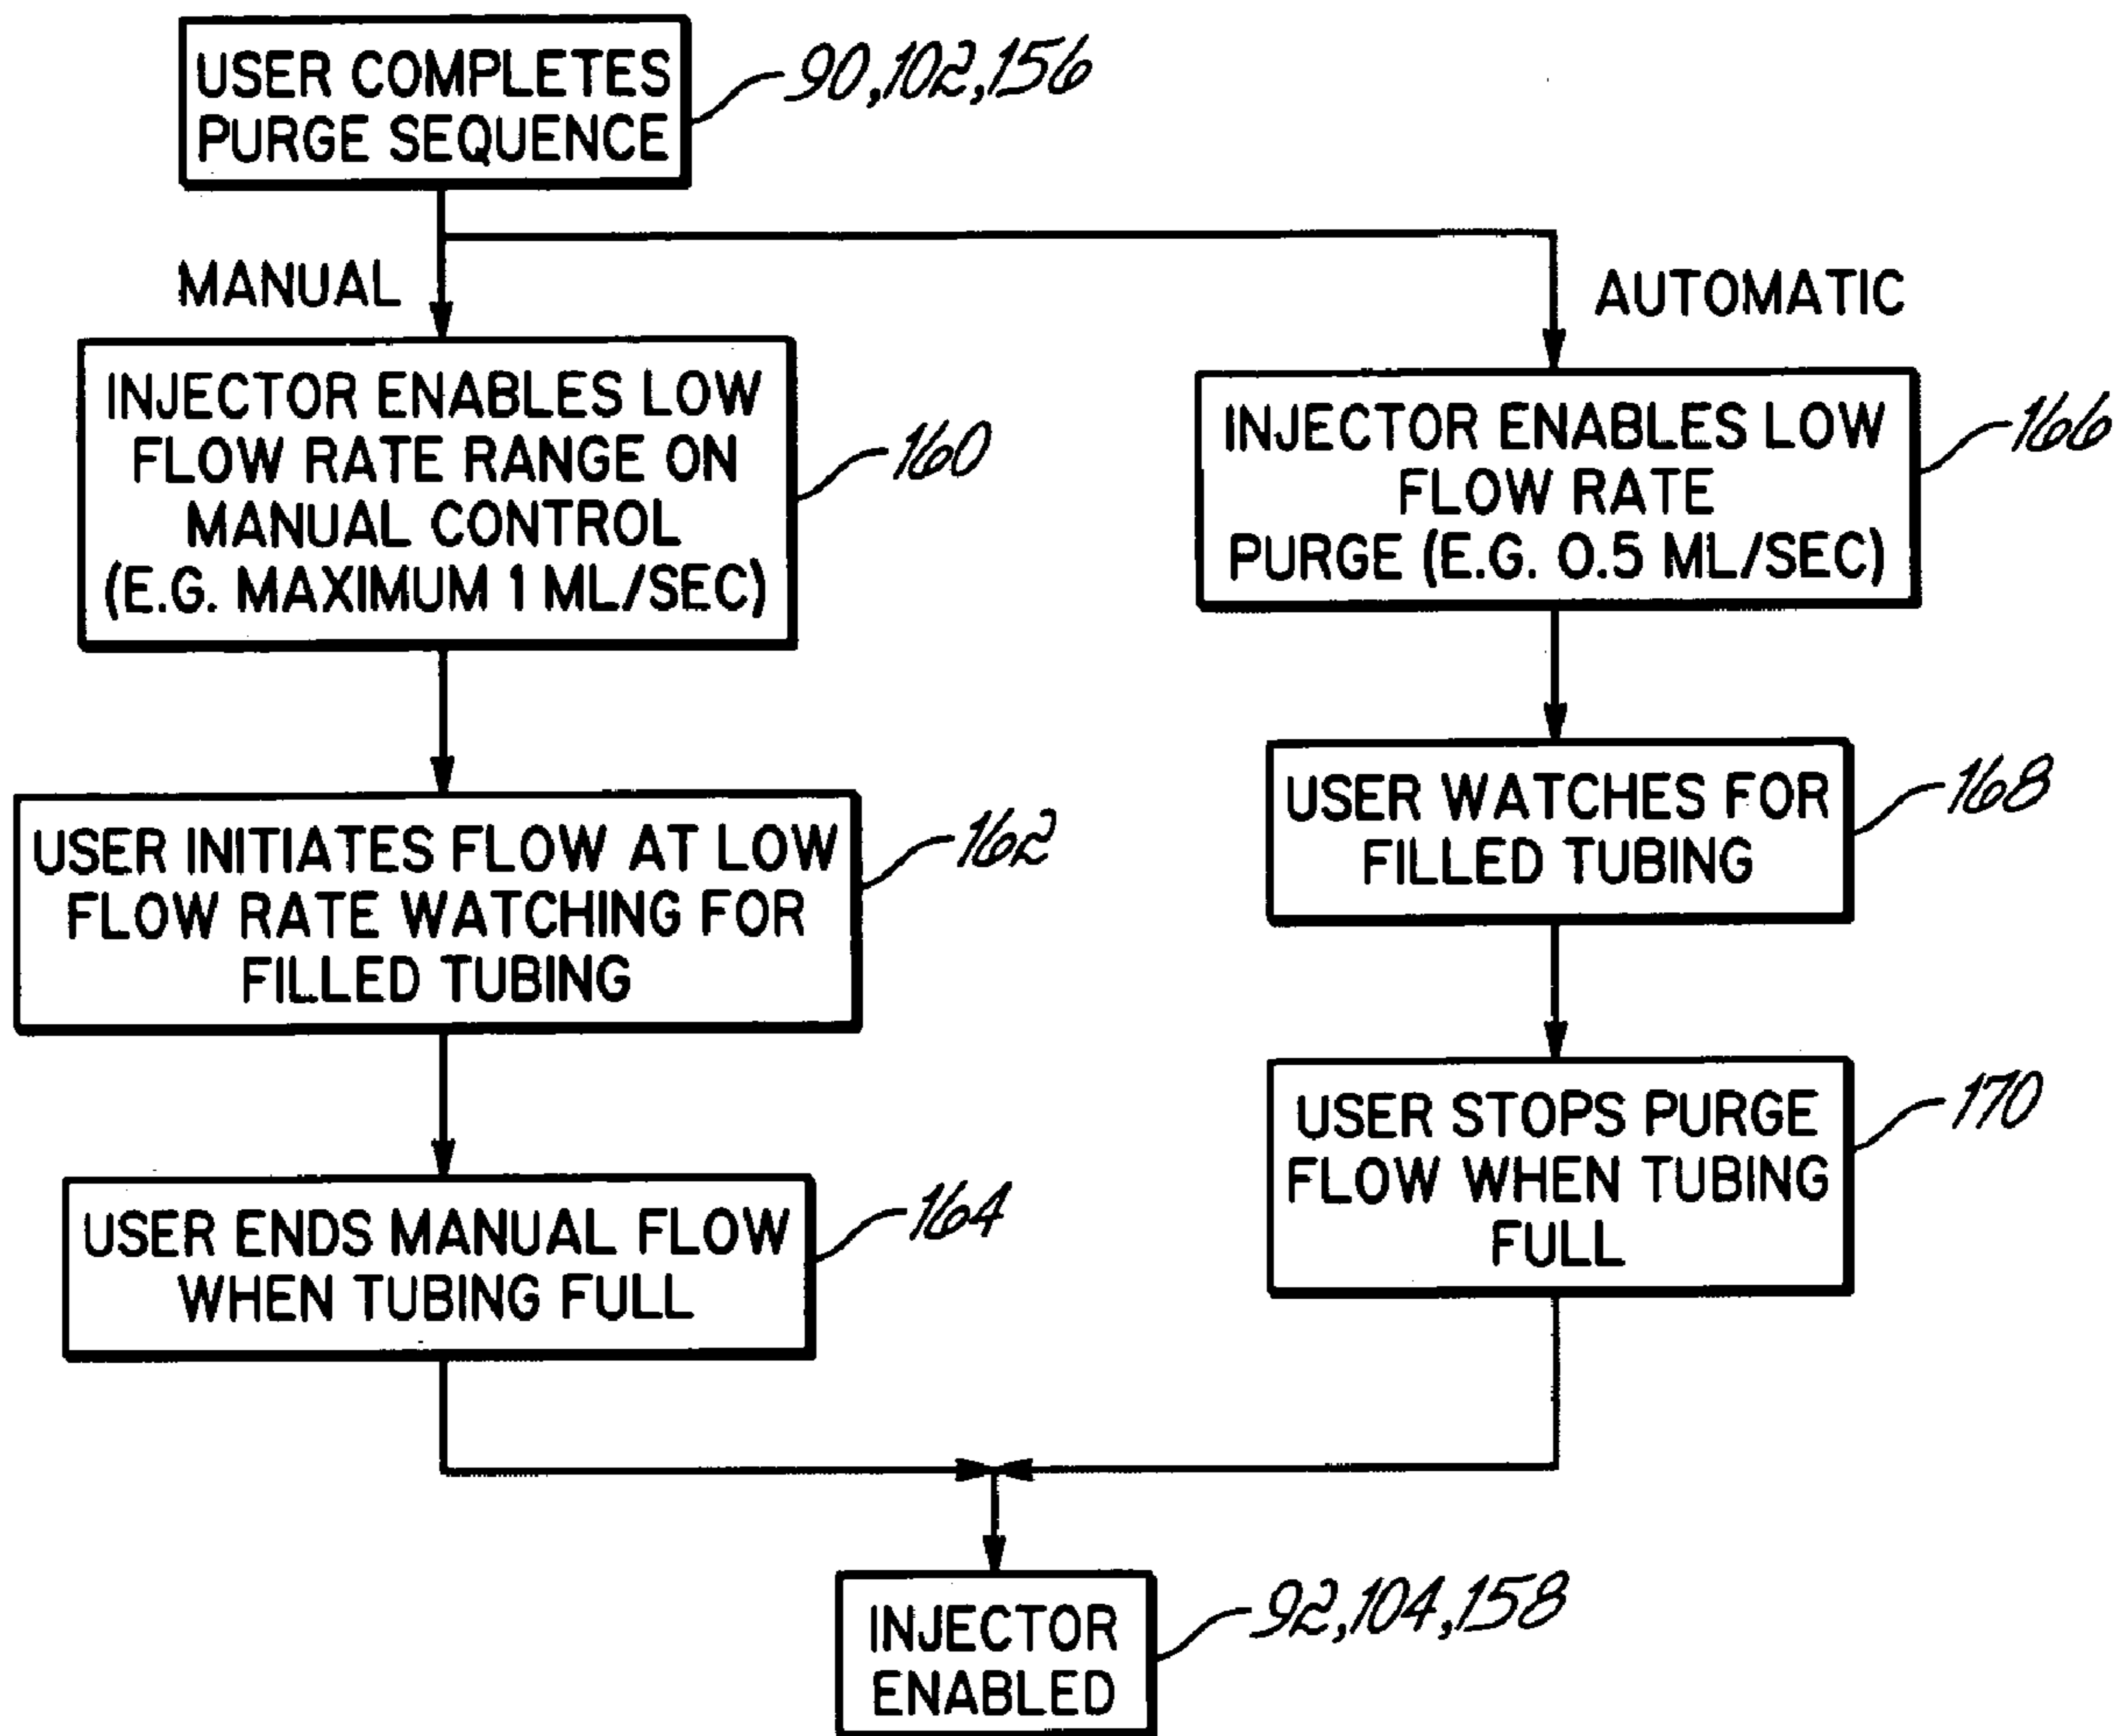 USER COMPLETES
PURGE SEQUENCE
90,102,156
MANUAL
AUTOMATIC
INJECTOR ENABLES LOW
FLOW RATE RANGE ON
MANUAL CONTROL
(E.G. MAXIMUM 1 ML/SEC)
160
INJECTOR ENABLES LOW
FLOW RATE
PURGE (E.G. 0.5 ML/SEC)
166
USER INITIATES FLOW AT LOW
FLOW RATE WATCHING FOR
FILLED TUBING
162
USER WATCHES FOR
FILLED TUBING
168
USER ENDS MANUAL FLOW
WHEN TUBING FULL
164
USER STOPS PURGE
FLOW WHEN TUBING
FULL
170
INJECTOR
ENABLED
92,104,158